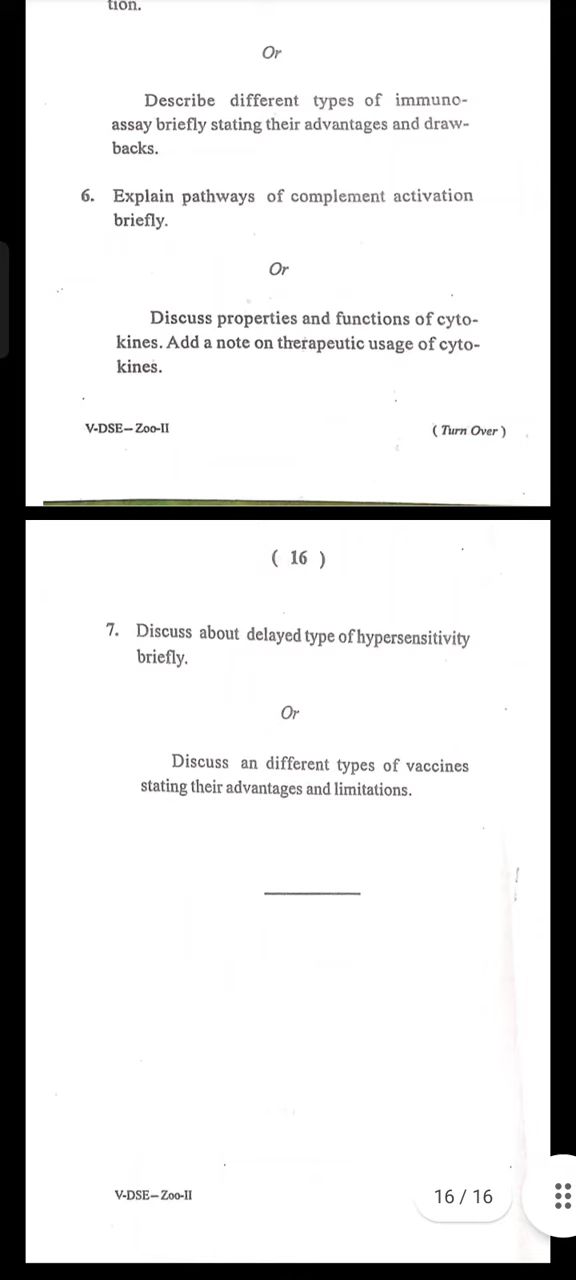 tion.
Or
Describe different types of immuno-
assay briefly stating their advantages and draw-
backs.
6. Explain pathways of complement activation
briefly.
Or
Discuss properties and functions of cyto-
kines. Add a note on therapeutic usage of cyto-
kines.
V-DSE—Zoo-II ( Turn Over )
( 16 )
7. Discuss about delayed type of hypersensitivity
briefly.
Or
Discuss an different types of vaccines
stating their advantages and limitations.
V-DSE—Zoo-II 16 / 16